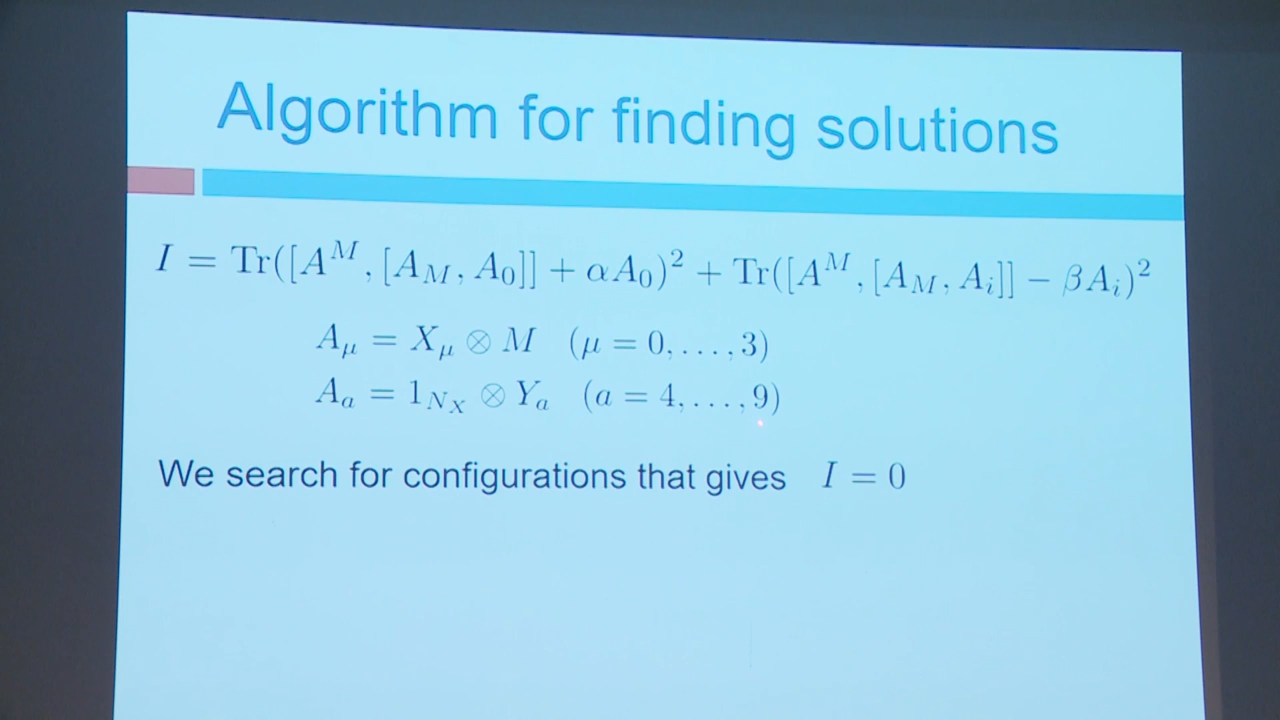 Algorithm for finding solutions
I = Tr([A^M, [A_M, A_0]] + αA_0)^2 + Tr([A^M, [A_M, A_i]] − βA_i)^2
A_μ = X_μ ⊗ M (μ = 0, . . . , 3)
A_a = 1_{N_X} ⊗ Y_a (a = 4, . . . , 9)
We search for configurations that gives I = 0